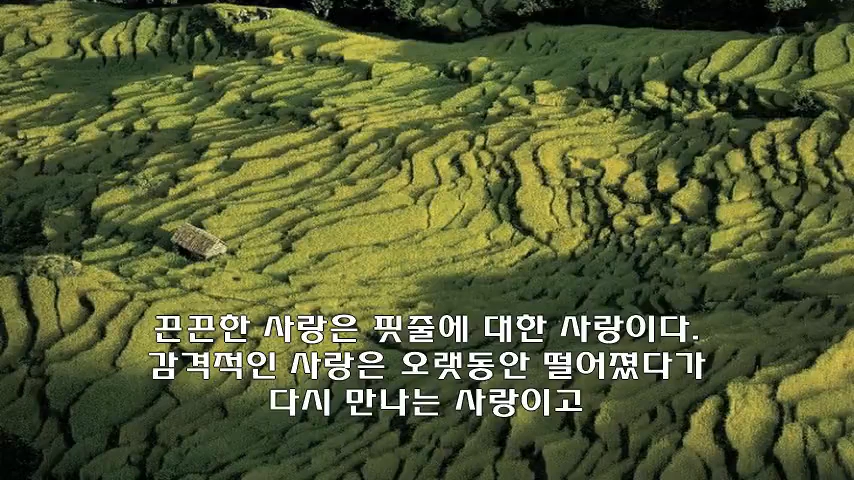 끈끈한 사랑은 핏줄에 대한 사랑이다.
감격적인 사랑은 오랫동안 떨어졌다가
다시 만나는 사랑이고